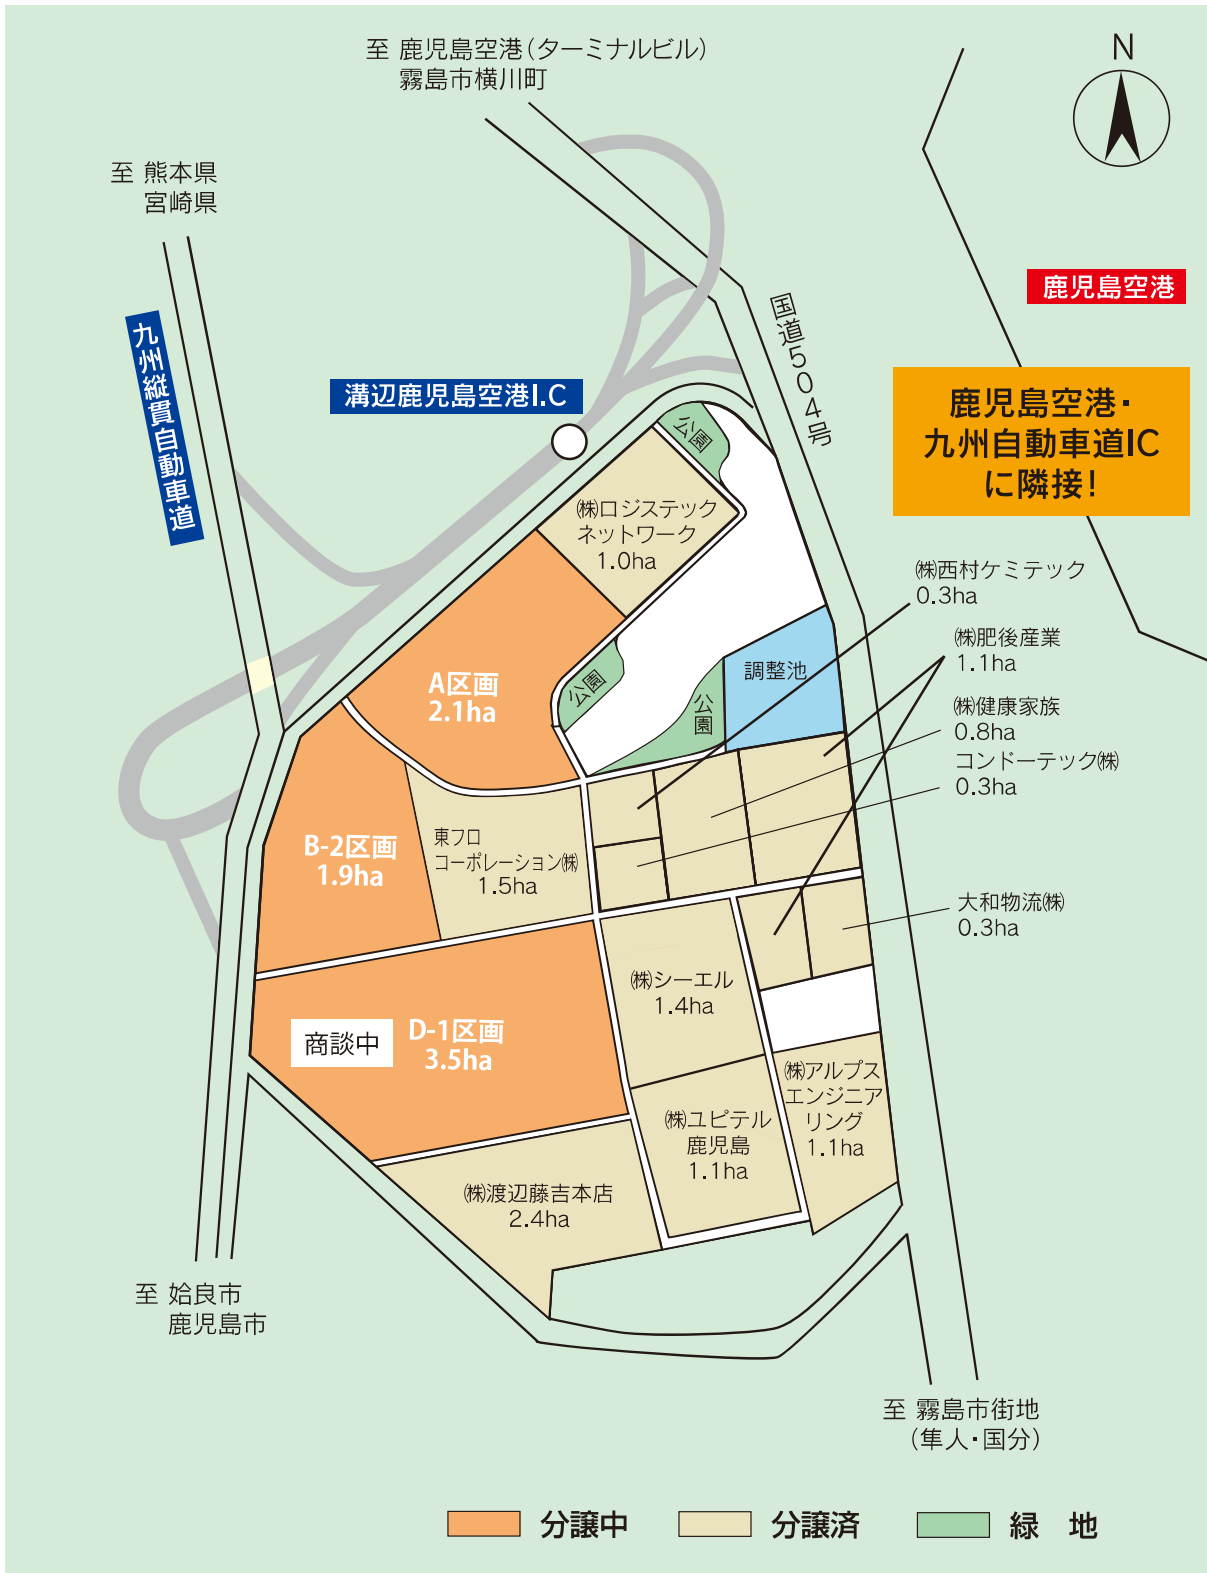 至 鹿児島空港(ターミナルビル)
霧島市横川町
N
至 熊本県
宮崎県
鹿児島空港
九州縦貫自動車道
国道504号
溝辺鹿児島空港I.C
鹿児島空港・
九州自動車道IC
に隣接!
公園
㈱ロジステック
ネットワーク
1.0ha
㈱西村ケミテック
0.3ha
㈱肥後産業
1.1ha
A区画
2.1ha
公園
公園
調整池
㈱健康家族
0.8ha
コンドーテック㈱
0.3ha
B-2区画
1.9ha
東フロ
コーポレーション㈱
1.5ha
大和物流㈱
0.3ha
㈱シーエル
1.4ha
商談中
D-1区画
3.5ha
㈱アルプス
エンジニア
リング
1.1ha
㈱ユピテル
鹿児島
1.1ha
㈱渡辺藤吉本店
2.4ha
至 姶良市
鹿児島市
至 霧島市街地
(隼人・国分)
分譲中
分譲済
緑 地